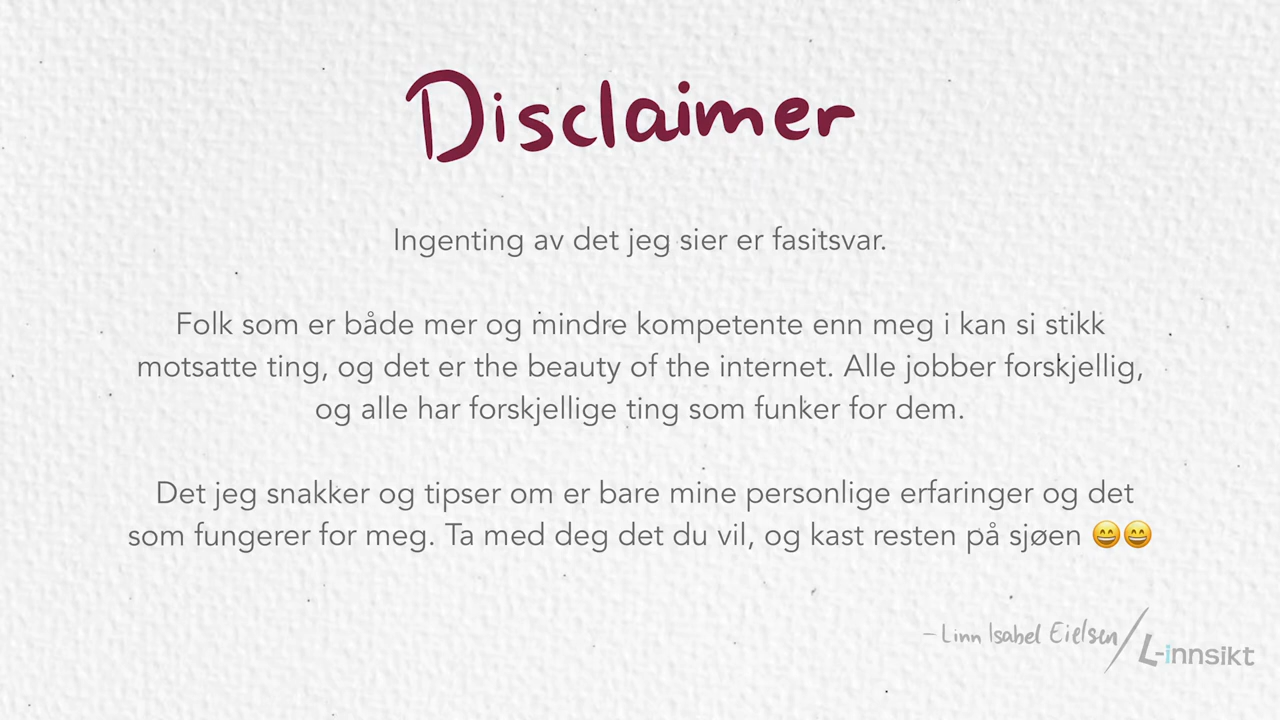 Disclaimer
Ingenting av det jeg sier er fasitsvar.
Folk som er både mer og mindre kompetente enn meg i kan si stikk
motsatte ting, og det er the beauty of the internet. Alle jobber forskjellig,
og alle har forskjellige ting som funker for dem.
Det jeg snakker og tipser om er bare mine personlige erfaringer og det
som fungerer for meg. Ta med deg det du vil, og kast resten på sjøen 😄😄
– Linn Isabel Eielsen / L-innsikt